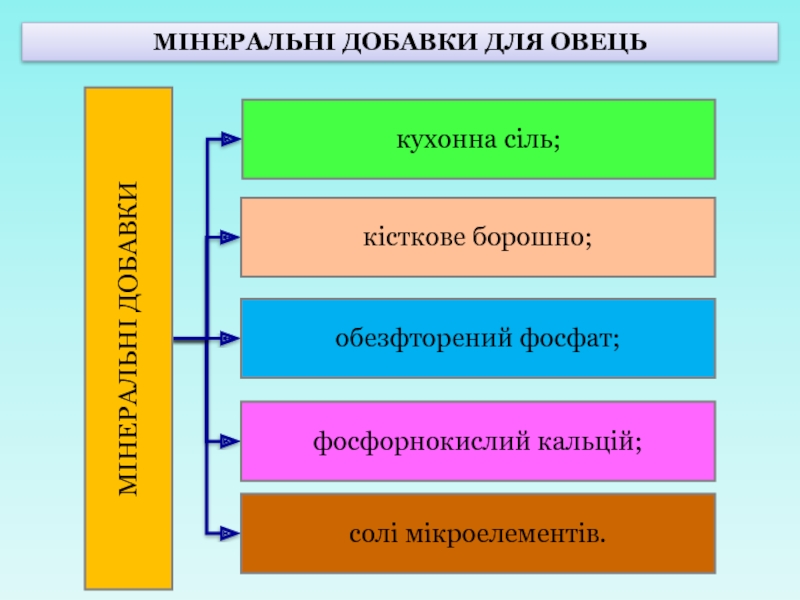 МІНЕРАЛЬНІ ДОБАВКИ ДЛЯ ОВЕЦЬ
МІНЕРАЛЬНІ ДОБАВКИ
кухонна сіль;
кісткове борошно;
обезфторений фосфат;
фосфорнокислий кальцій;
солі мікроелементів.